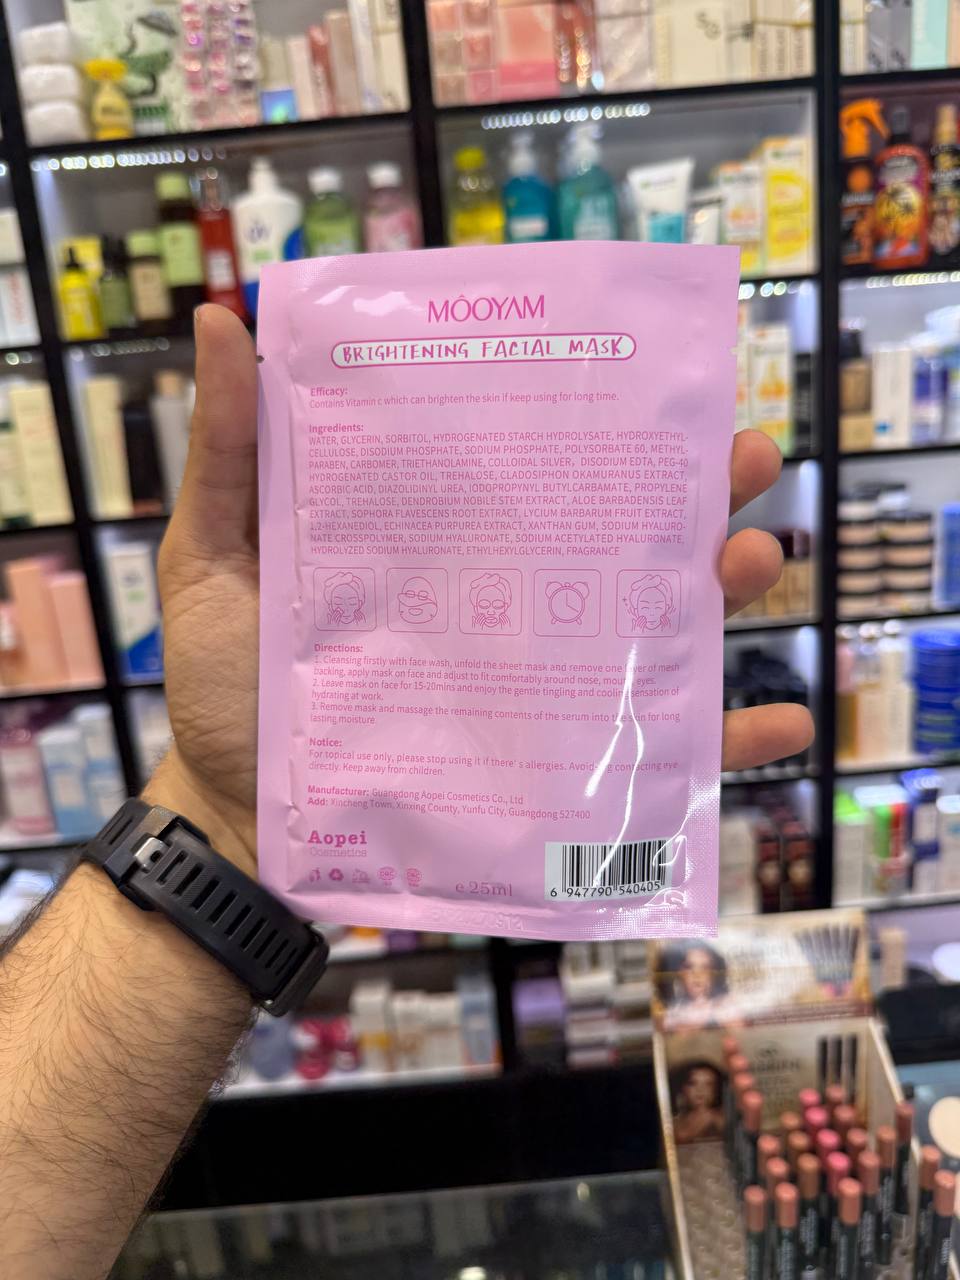 MÔOYAM
BRIGHTENING FACIAL MASK
Efficacy:
Contains Vitamin c which can brighten the skin if keep using for long time.
Ingredients:
WATER, GLYCERIN, SORBITOL, HYDROGENATED STARCH HYDROLYSATE, HYDROXYETHYL-
CELLULOSE, DISODIUM PHOSPHATE, SODIUM PHOSPHATE, POLYSORBATE 60, METHYL-
PARABEN, CARBOMER, TRIETHANOLAMINE, COLLOIDAL SILVER, DISODIUM EDTA, PEG-40
HYDROGENATED CASTOR OIL, TREHALOSE, CLADOSIPHON OKAMURANUS EXTRACT,
ASCORBIC ACID, DIAZOLIDINYL UREA, IODOPROPYNYL BUTYLCARBAMATE, PROPYLENE
GLYCOL, TREHALOSE, DENDROBIUM NOBILE STEM EXTRACT, ALOE BARBADENSIS LEAF
EXTRACT, SOPHORA FLAVESCENS ROOT EXTRACT, LYCIUM BARBARUM FRUIT EXTRACT,
1,2-HEXANEDIOL, ECHINACEA PURPUREA EXTRACT, XANTHAN GUM, SODIUM HYALURO-
NATE CROSSPOLYMER, SODIUM HYALURONATE, SODIUM ACETYLATED HYALURONATE,
HYDROLYZED SODIUM HYALURONATE, ETHYLHEXYLGLYCERIN, FRAGRANCE
Directions:
1. Cleansing firstly with face wash, unfold the sheet mask and remove one layer of mesh
backing, apply mask on face and adjust to fit comfortably around nose, mouth, eyes.
2. Leave mask on face for 15-20mins and enjoy the gentle tingling and cooling sensation of
hydrating at work.
3. Remove mask and massage the remaining contents of the serum into the skin for long
lasting moisture.
Notice:
For topical use only, please stop using it if there's allergies. Avoiding contacting eye
directly. Keep away from children.
Manufacturer: Guangdong Aopei Cosmetics Co., Ltd
Add: Xincheng Town, Xinxing County, Yunfu City, Guangdong 527400
Aopei
Cosmetics
e 25ml
6 947790 540405